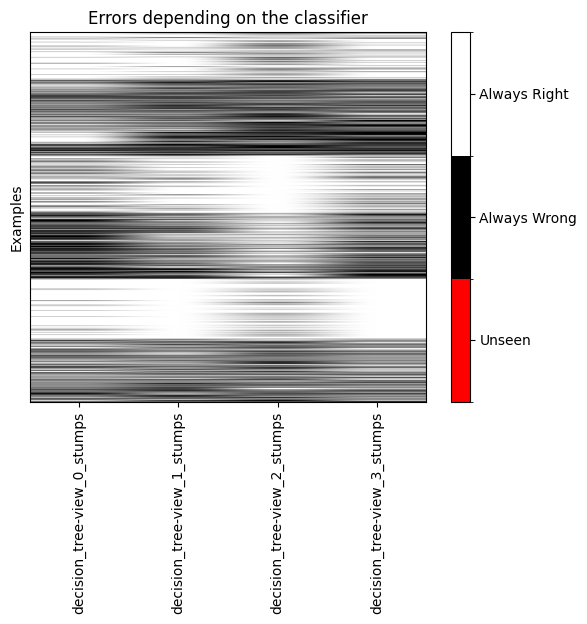 Errors depending on the classifier
Examples
Always Right
Always Wrong
Unseen
decision_tree-view_0_stumps
decision_tree-view_1_stumps
decision_tree-view_2_stumps
decision_tree-view_3_stumps